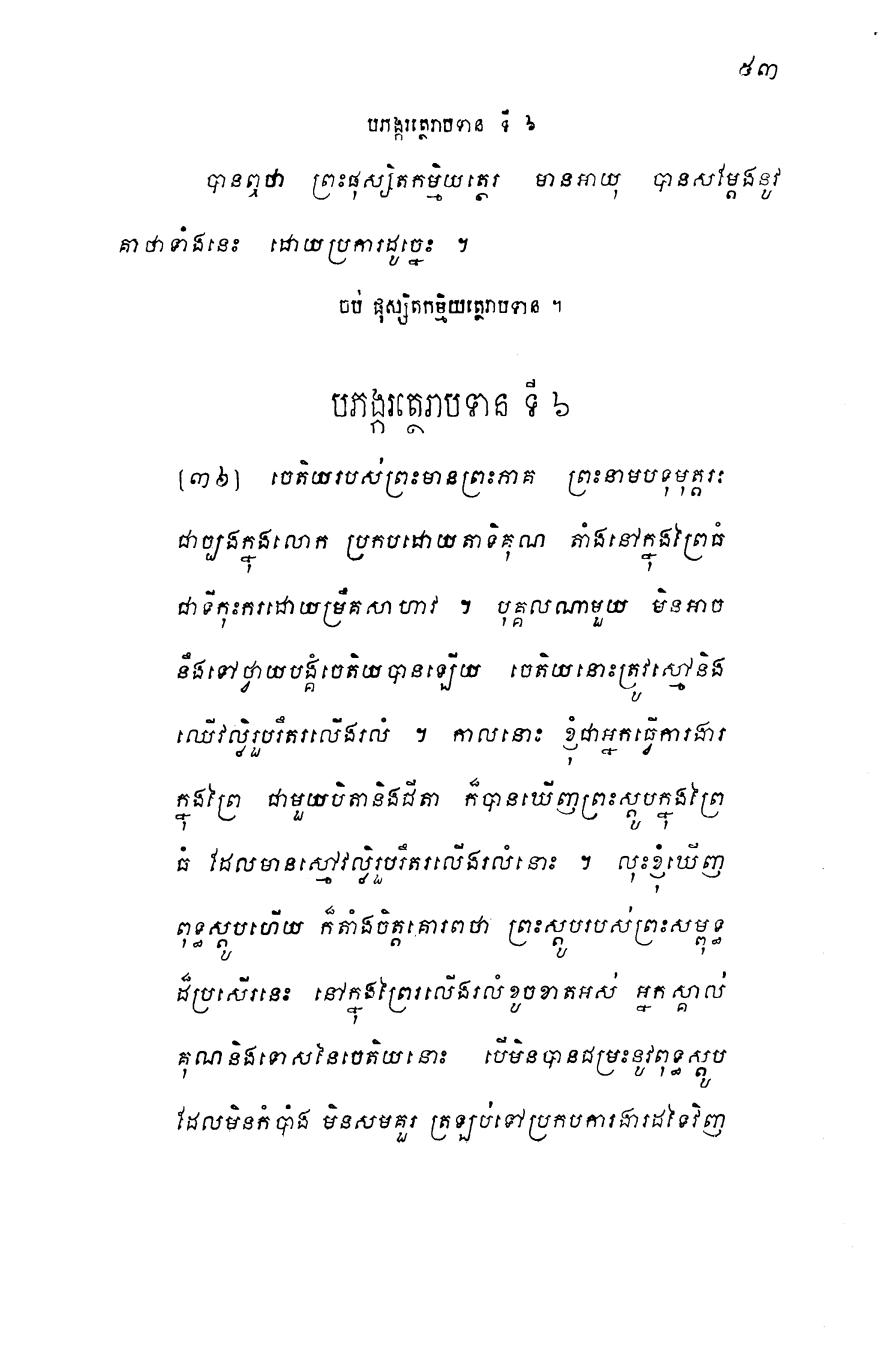 ៥៣
បភង្ករត្ថេរាបទាន ទី ៦
បានឮថា ព្រះផុស្សិតកម្មិយត្ថេរ មានអាយុ បានសម្តែងនូវ
គាថាទាំងនេះ ដោយប្រការដូច្នេះ ។
ចប់ ផុស្សិតកម្មិយត្ថេរាបទាន ។
បភង្ករត្ថេរាបទាន ទី ៦
(៣៦) ចេតិយរបស់ព្រះមានព្រះភាគ ព្រះនាមបទុមុត្តរៈ
ជាច្បងក្នុងលោក ប្រកបដោយតាទិគុណ តាំងនៅក្នុងព្រៃធំ
ជាទីកុះករដោយម្រឹគសាហាវ ។ បុគ្គលណាមួយ មិនអាច
នឹងទៅថ្វាយបង្គំចេតិយបានឡើយ ចេតិយនោះត្រូវស្មៅនិង
ឈើវល្លិ៍រួបរឹតរលើងរលំ ។ កាលនោះ ខ្ញុំជាអ្នកធ្វើការងារ
ក្នុងព្រៃ ជាមួយបិតានិងជីតា ក៏បានឃើញព្រះស្តូបក្នុងព្រៃ
ធំ ដែលមានស្មៅវល្លិ៍រួបរឹតរលើងរលំនោះ ។ លុះខ្ញុំឃើញ
ពុទ្ធស្តូបហើយ ក៏តាំងចិត្តគោរពថា ព្រះស្តូបរបស់ព្រះសម្ពុទ្ធ
ដ៏ប្រសើរនេះ នៅក្នុងព្រៃរលើងរលំខូចខាតអស់ អ្នកស្គាល់
គុណនិងទោសនៃចេតិយនោះ បើមិនបានជម្រះនូវពុទ្ធស្តូប
ដែលមិនកំបាំង មិនសមគួរ ត្រឡប់ទៅប្រកបការងារដទៃវិញ